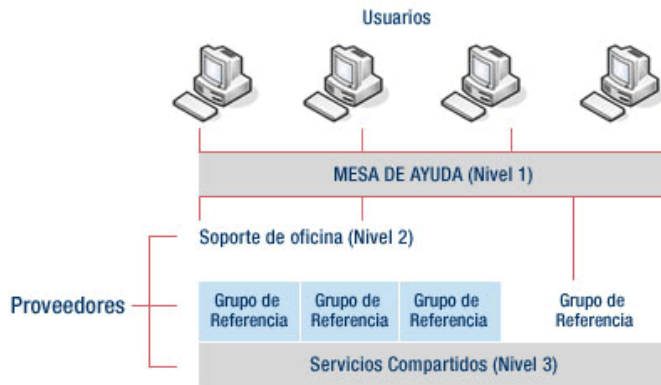 Usuarios
MESA DE AYUDA (Nivel 1)
Soporte de oficina (Nivel 2)
Proveedores
Grupo de
Referencia
Grupo de
Referencia
Grupo de
Referencia
Grupo de
Referencia
Servicios Compartidos (Nivel 3)